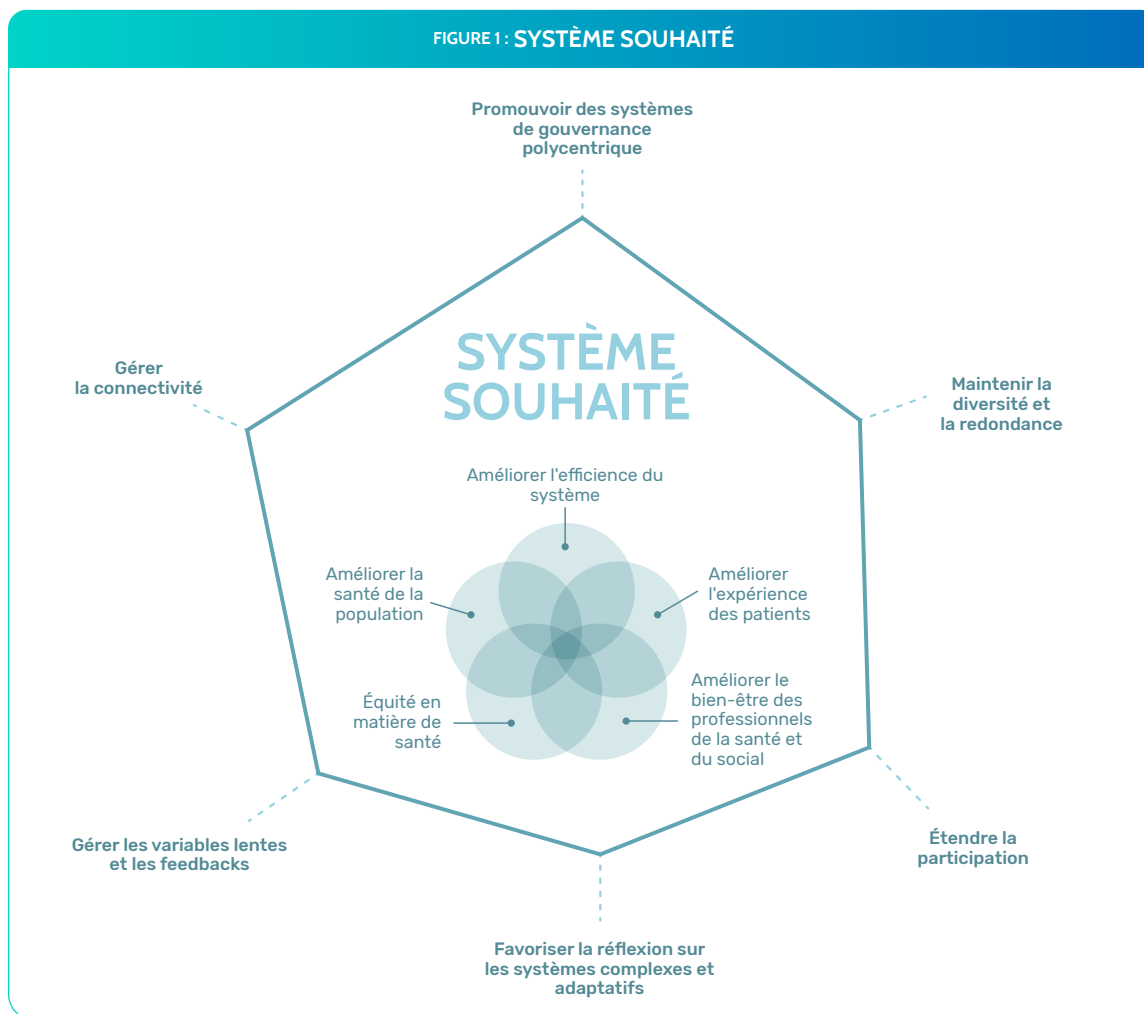 FIGURE 1 : SYSTÈME SOUHAITÉ
Promouvoir des systèmes
de gouvernance
polycentrique
Gérer
la connectivité
Maintenir la
diversité et
la redondance
SYSTÈME
SOUHAITÉ
Améliorer l'efficience du
système
Améliorer la
santé de la
population
Améliorer
l'expérience
des patients
Équité en
matière de
santé
Améliorer le
bien-être des
professionnels
de la santé et
du social
Gérer les variables lentes
et les feedbacks
Étendre la
participation
Favoriser la réflexion sur
les systèmes complexes et
adaptatifs